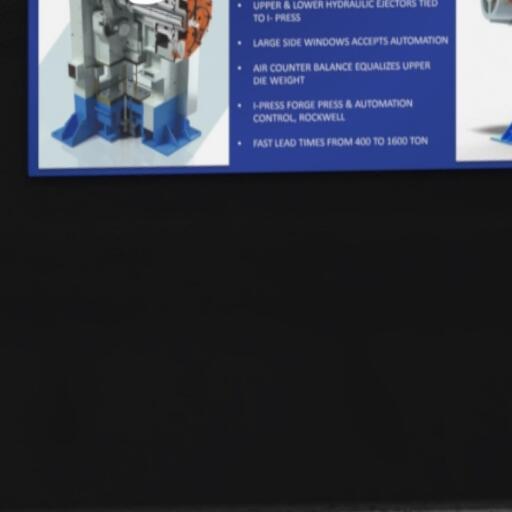 • UPPER & LOWER HYDRAULIC EJECTORS TIED
TO I- PRESS
• LARGE SIDE WINDOWS ACCEPTS AUTOMATION
• AIR COUNTER BALANCE EQUALIZES UPPER
DIE WEIGHT
• I-PRESS FORGE PRESS & AUTOMATION
CONTROL, ROCKWELL
• FAST LEAD TIMES FROM 400 TO 1600 TON